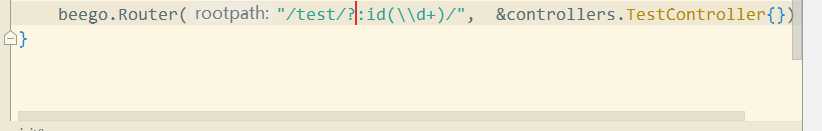 beego.Router( rootpath: "/test/?:id(\\d+)/", &controllers.TestController{})
}